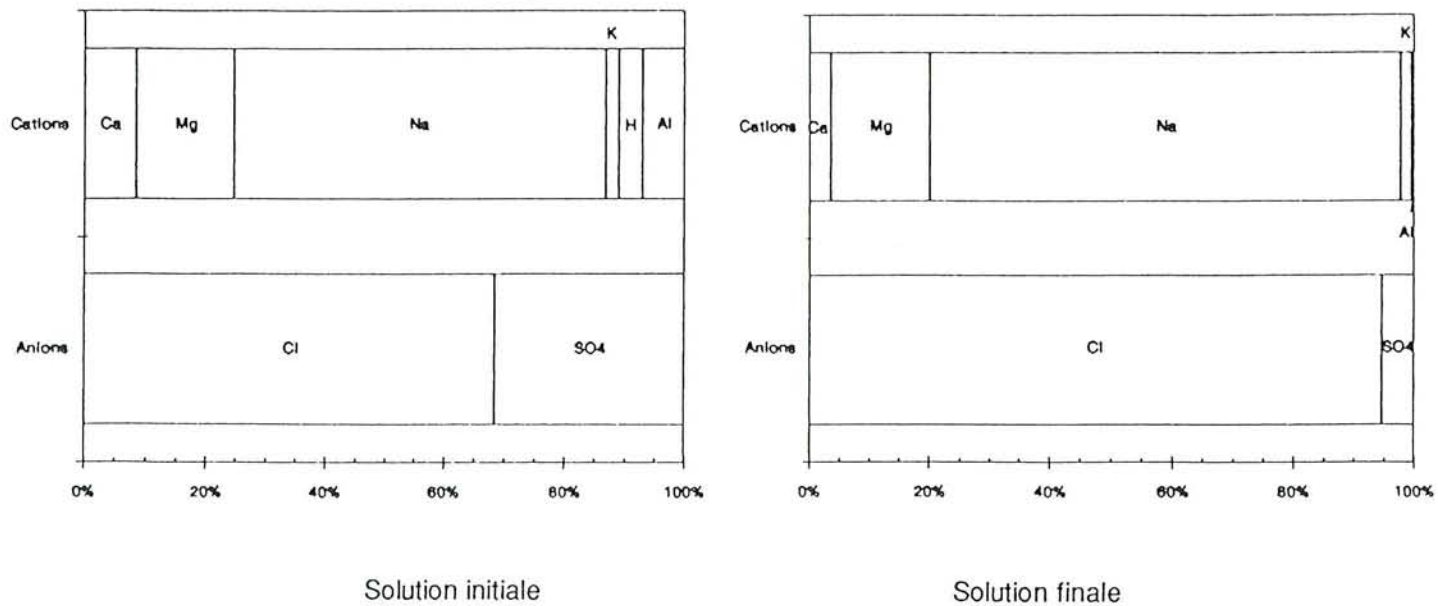 K
Cations Ca Mg Na H Al
Anions Cl SO4
0% 20% 40% 60% 80% 100%
Solution initiale
K
Cations Ca Mg Na
Al
Anions Cl SO4
0% 20% 40% 60% 80% 100%
Solution finale